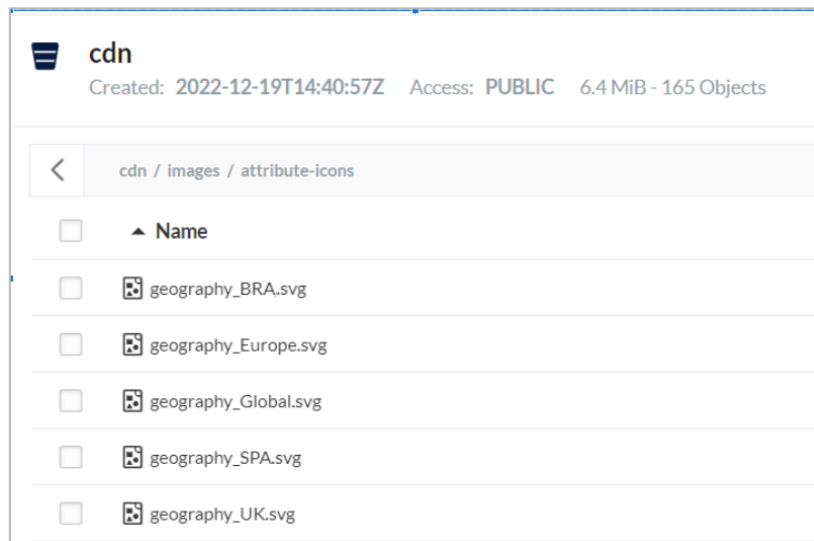 cdn
Created: 2022-12-19T14:40:57Z Access: PUBLIC 6.4 MiB - 165 Objects
cdn / images / attribute-icons
Name
geography_BRA.svg
geography_Europe.svg
geography_Global.svg
geography_SPA.svg
geography_UK.svg